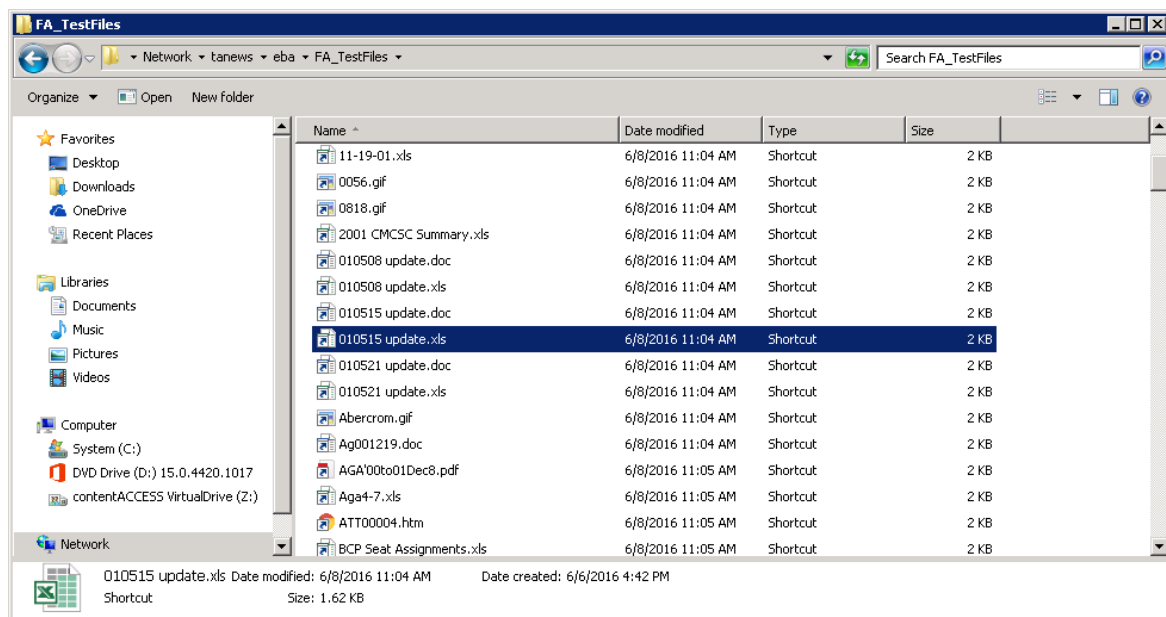 FA_TestFiles
Network tanews eba FA_TestFiles Search FA_TestFiles
Organize Open New folder
Favorites
Desktop
Downloads
OneDrive
Recent Places
Libraries
Documents
Music
Pictures
Videos
Computer
System (C:)
DVD Drive (D:) 15.0.4420.1017
contentACCESS VirtualDrive (Z:)
Network
Name Date modified Type Size
11-19-01.xls 6/8/2016 11:04 AM Shortcut 2 KB
0056.gif 6/8/2016 11:04 AM Shortcut 2 KB
0818.gif 6/8/2016 11:04 AM Shortcut 2 KB
2001 CMCSC Summary.xls 6/8/2016 11:04 AM Shortcut 2 KB
010508 update.doc 6/8/2016 11:04 AM Shortcut 2 KB
010508 update.xls 6/8/2016 11:04 AM Shortcut 2 KB
010515 update.doc 6/8/2016 11:04 AM Shortcut 2 KB
010515 update.xls 6/8/2016 11:04 AM Shortcut 2 KB
010521 update.doc 6/8/2016 11:04 AM Shortcut 2 KB
010521 update.xls 6/8/2016 11:04 AM Shortcut 2 KB
Abercrom.gif 6/8/2016 11:04 AM Shortcut 2 KB
Ag001219.doc 6/8/2016 11:04 AM Shortcut 2 KB
AGA'00to01Dec8.pdf 6/8/2016 11:05 AM Shortcut 2 KB
Aga4-7.xls 6/8/2016 11:05 AM Shortcut 2 KB
ATT00004.htm 6/8/2016 11:05 AM Shortcut 2 KB
BCP Seat Assignments.xls 6/8/2016 11:05 AM Shortcut 2 KB
010515 update.xls Date modified: 6/8/2016 11:04 AM Date created: 6/6/2016 4:42 PM
Shortcut Size: 1.62 KB